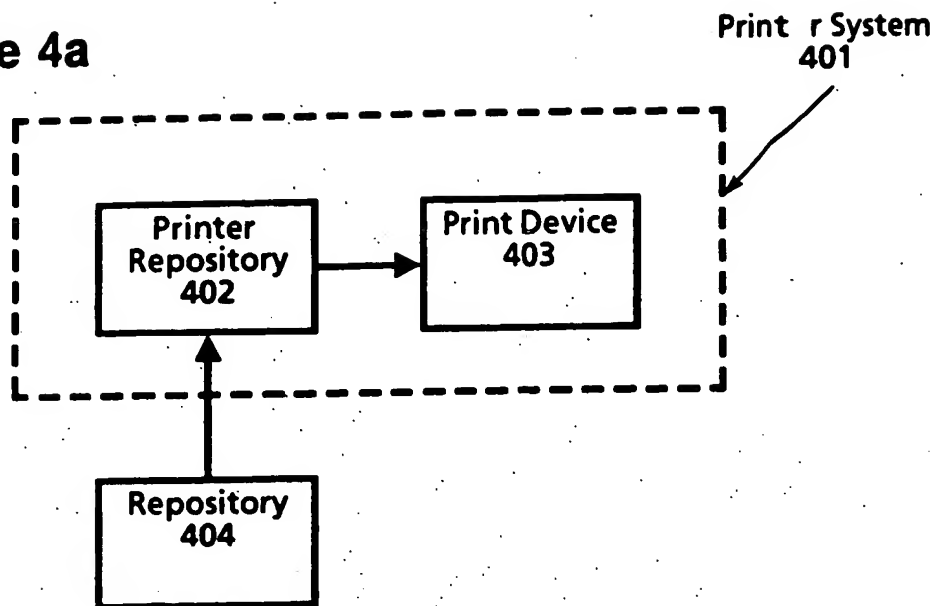 e 4a
Print r System
401
Printer
Repository
402
Print Device
403
Repository
404